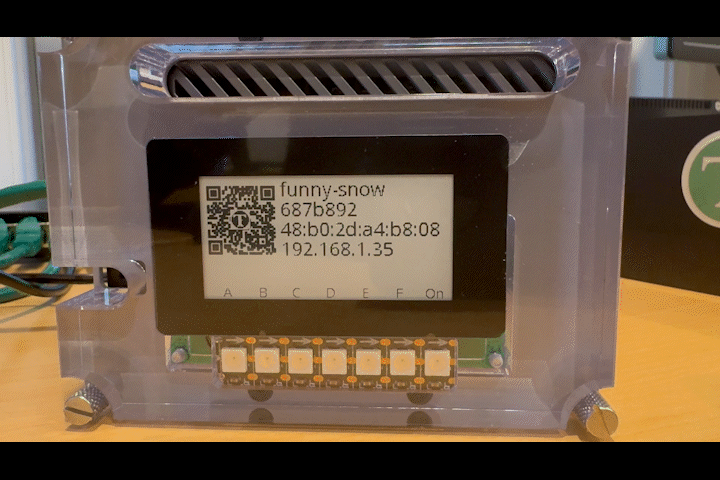 funny-snow
687b892
48:b0:2d:a4:b8:08
192.168.1.35
A B C D E F On
T